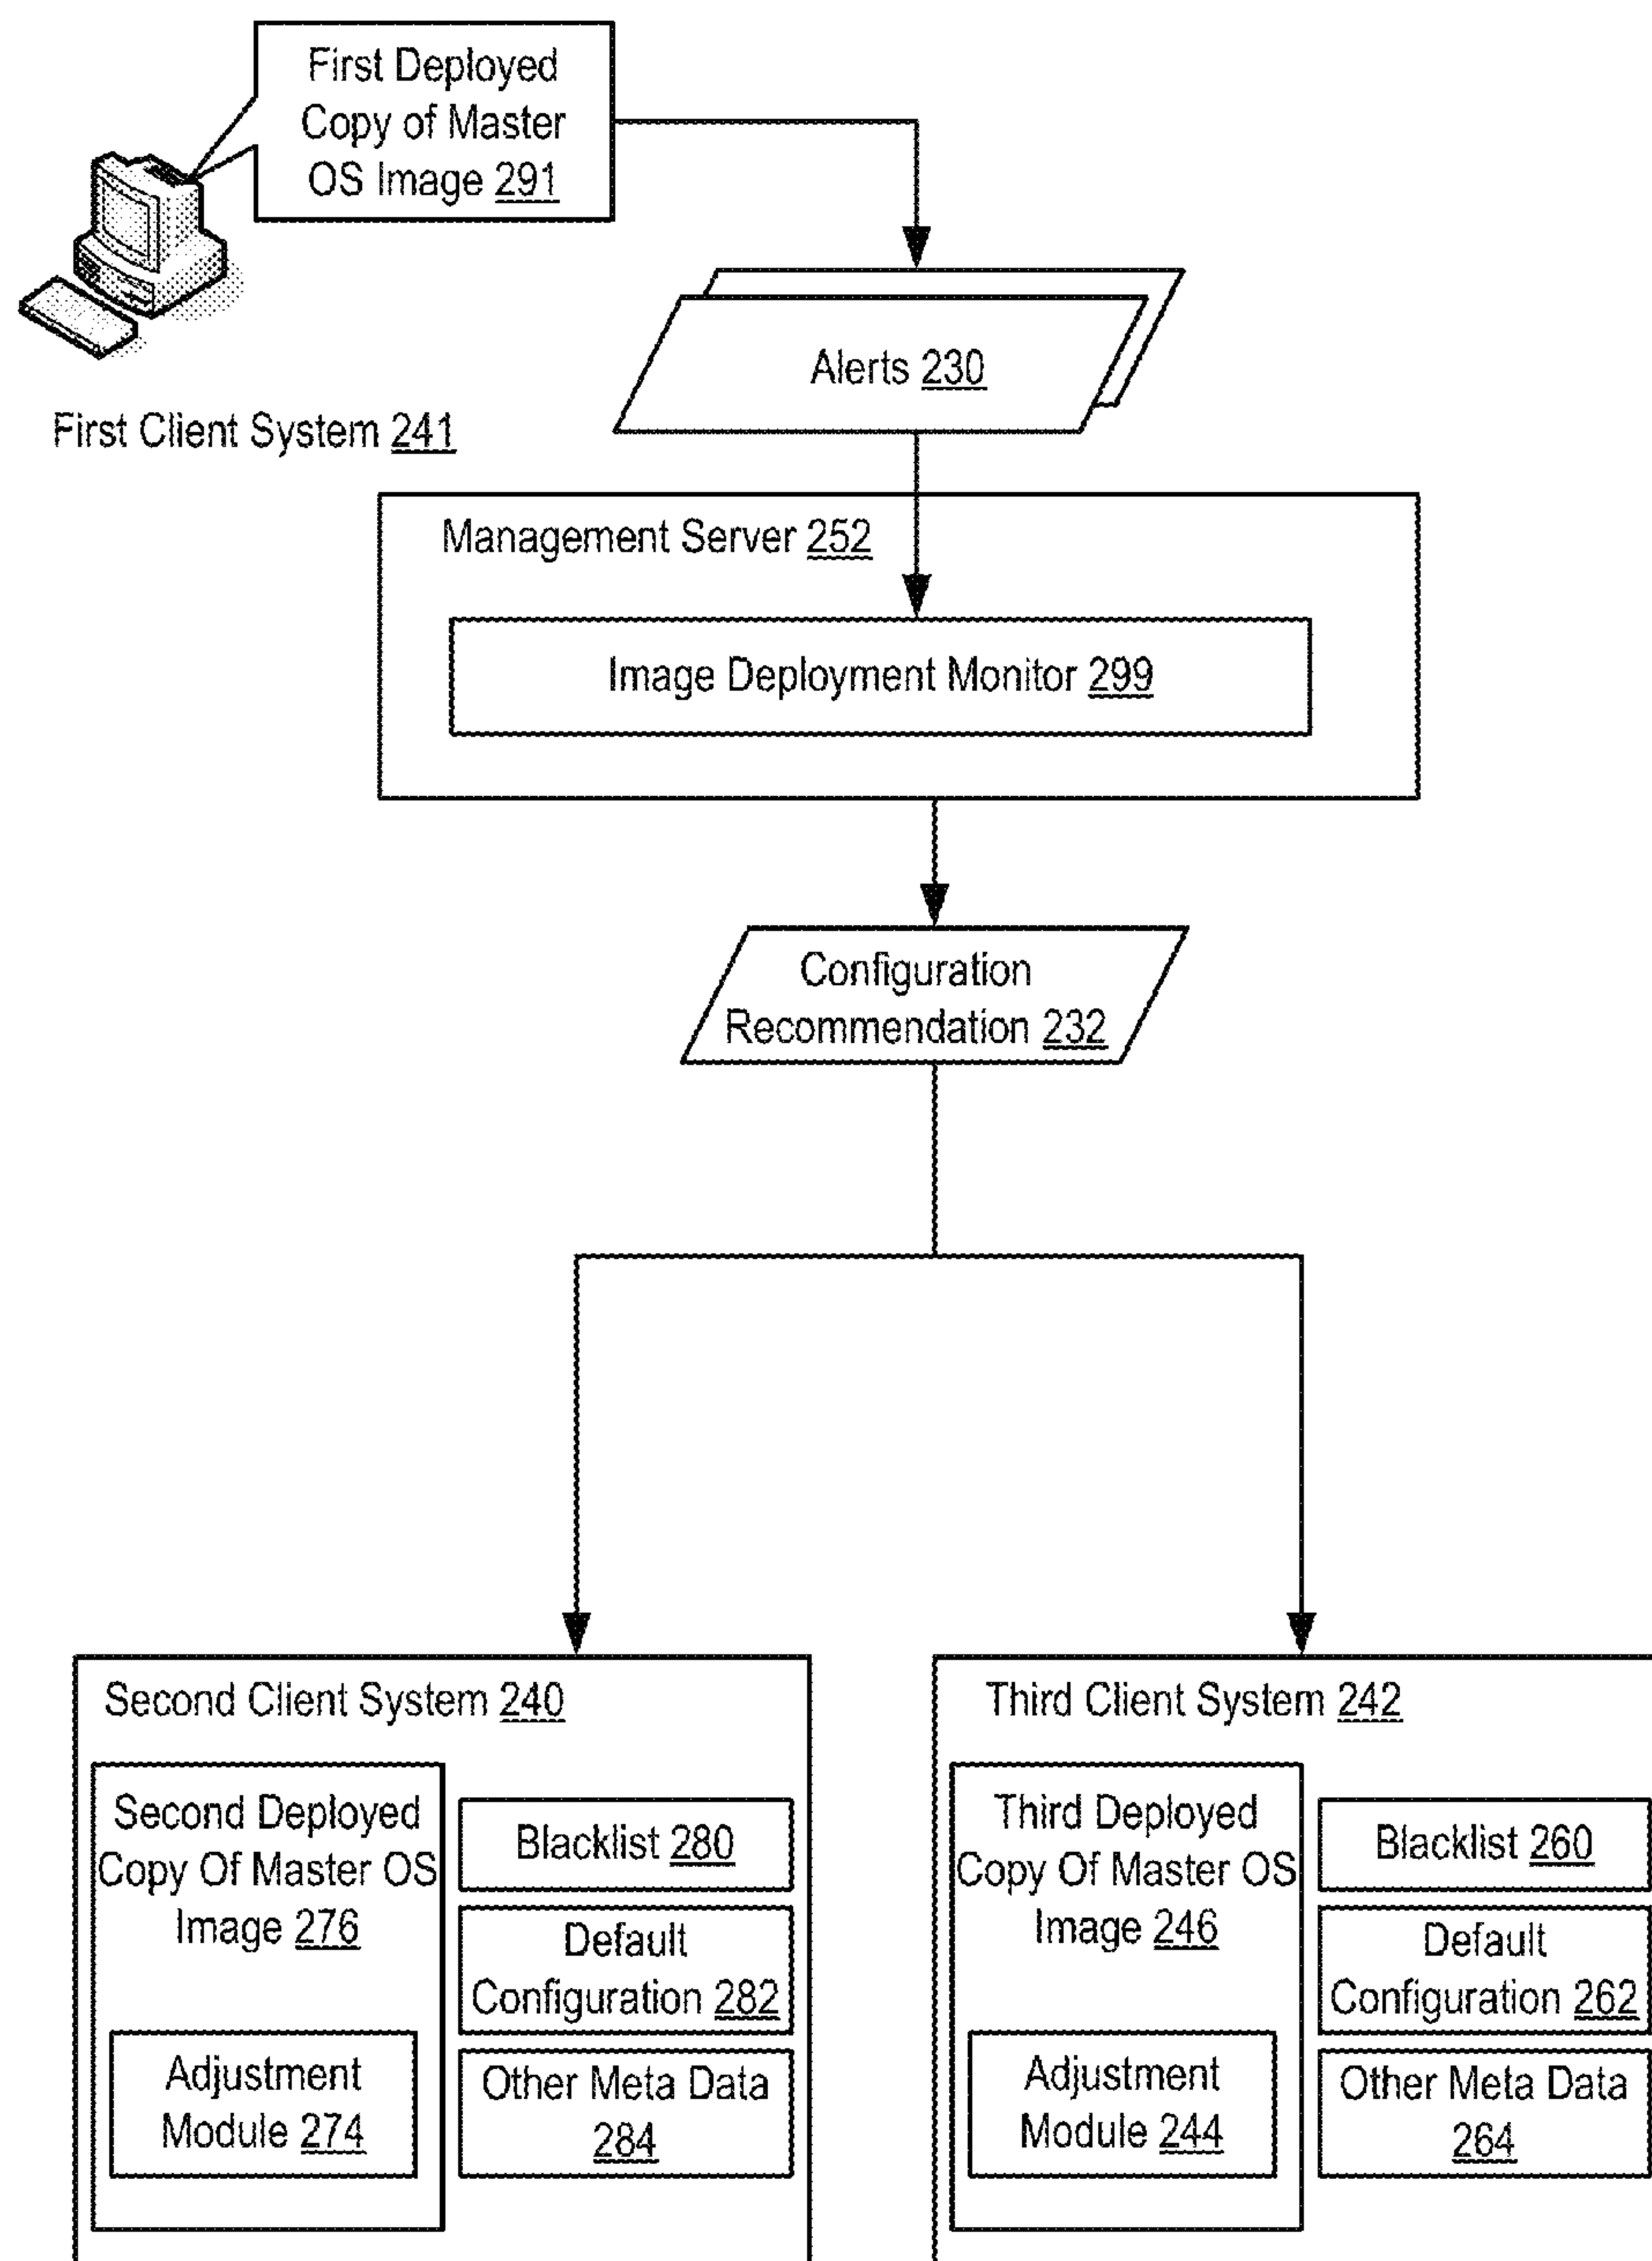 First Deployed
Copy of Master
OS Image 291
Alerts 230
First Client System 241
Management Server 252
Image Deployment Monitor 299
Configuration
Recommendation 232
Second Client System 240
Second Deployed
Copy Of Master OS
Image 276
Adjustment
Module 274
Blacklist 280
Default
Configuration 282
Other Meta Data
284
Third Client System 242
Third Deployed
Copy Of Master OS
Image 246
Adjustment
Module 244
Blacklist 260
Default
Configuration 262
Other Meta Data
264